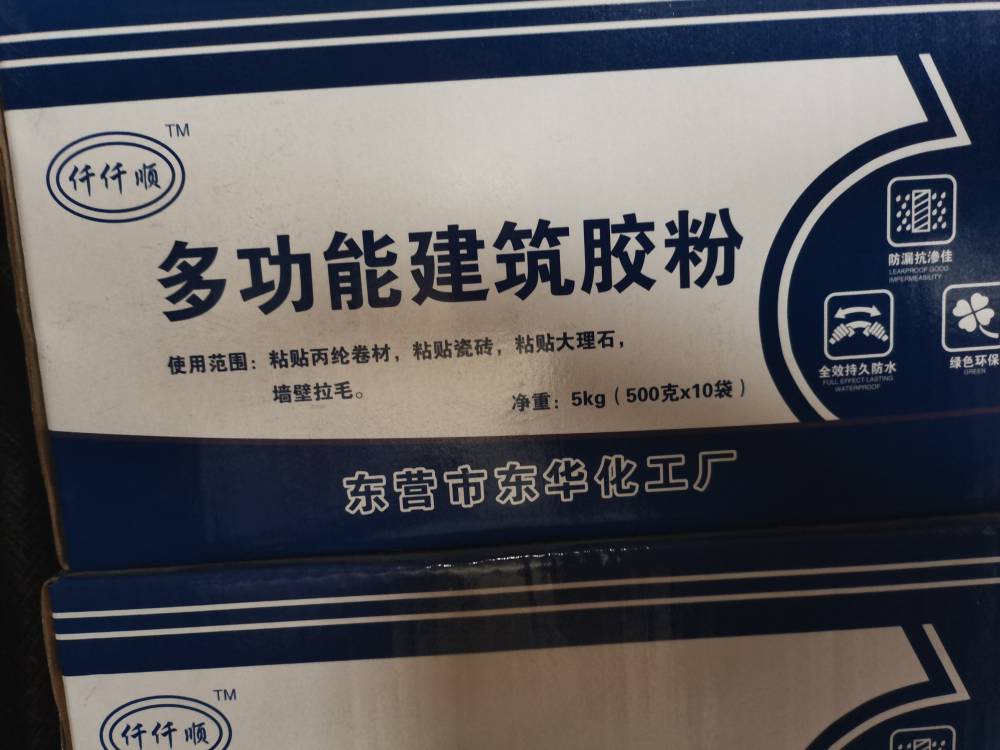 仟仟顺
TM
多功能建筑胶粉
使用范围：粘贴丙纶卷材，粘贴瓷砖，粘贴大理石，
墙壁拉毛。
净重：5kg（500克x10袋）
防漏抗渗佳
LEAKPROOF GOOD
IMPERMEABILITY
全效持久防水
FULL EFFECT LASTING
WATERPROOF
绿色环保
GREEN
东营市东华化工厂
仟仟顺
TM